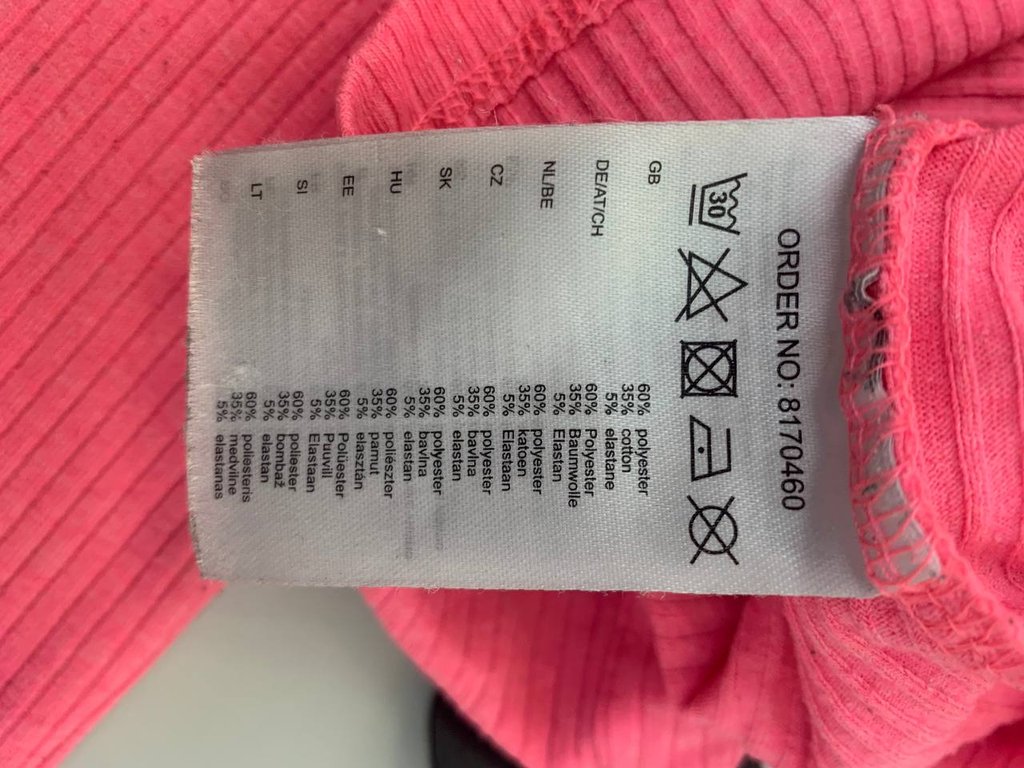 ORDER NO: 8170460
30
GB 60% polyester
35% cotton
5% elastane
DE/AT/CH 60% Polyester
35% Baumwolle
5% Elastan
NL/BE 60% polyester
35% katoen
5% Elastaan
CZ 60% polyester
35% bavlna
5% elastan
SK 60% polyester
35% bavlna
5% elastan
HU 60% poliészter
35% pamut
5% elasztán
EE 60% Polüester
35% Puuvill
5% Elastaan
SI 60% poliester
35% bombaž
5% elastan
LT 60% poliesteris
35% medvilne
5% elastanas